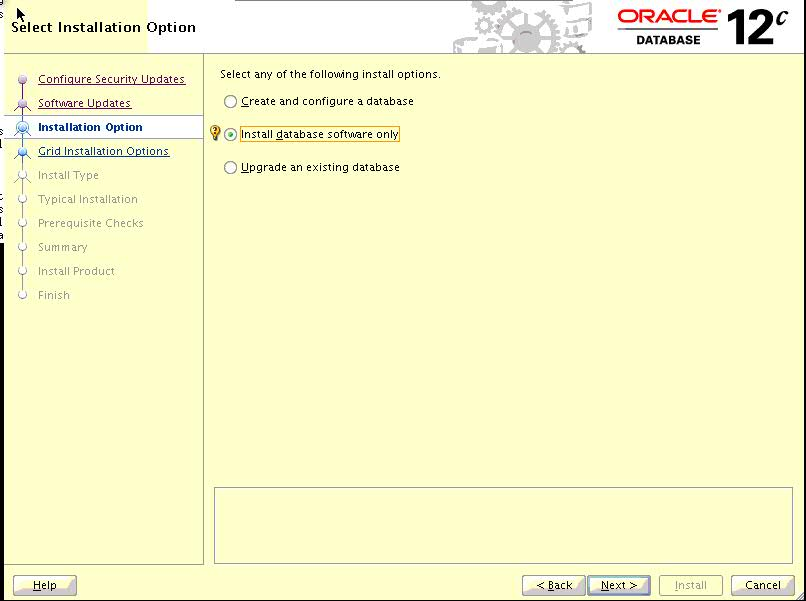 Select Installation Option
ORACLE®
DATABASE
12c
Configure Security Updates
Software Updates
Installation Option
Grid Installation Options
Install Type
Typical Installation
Prerequisite Checks
Summary
Install Product
Finish
Select any of the following install options.
Create and configure a database
Install database software only
Upgrade an existing database
Help
< Back
Next >
Install
Cancel